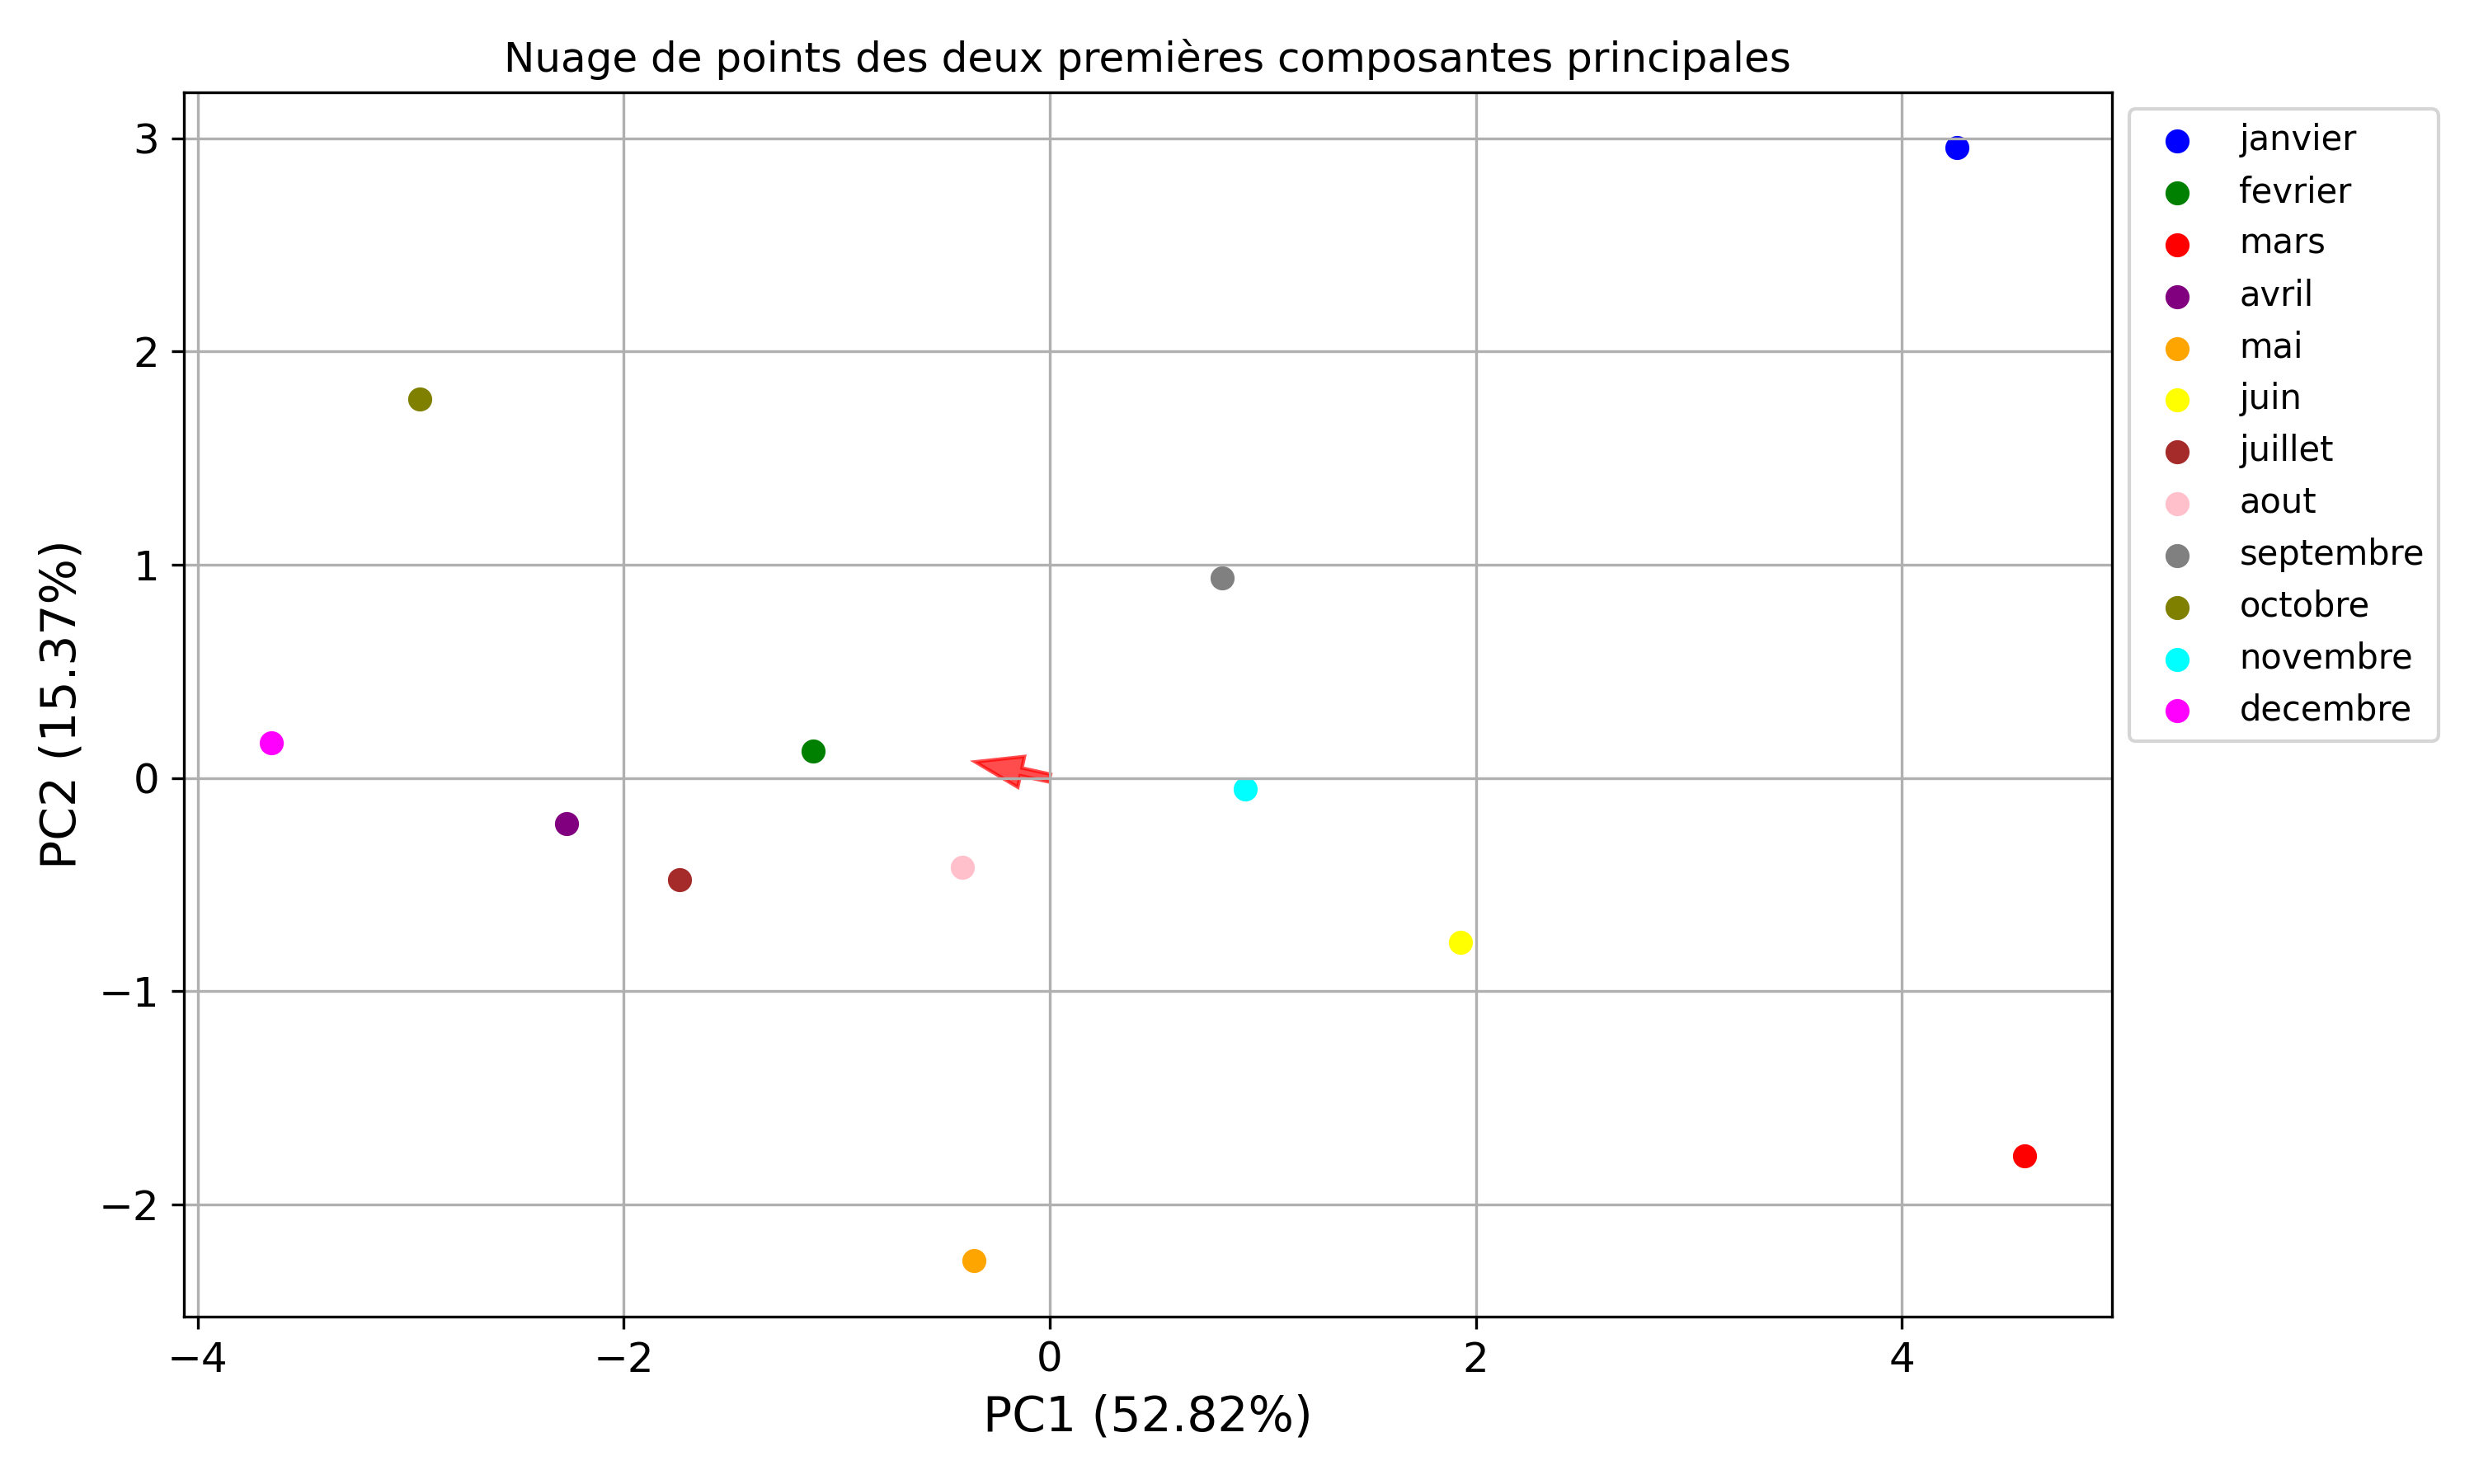 Nuage de points des deux premières composantes principales
3
2
1
0
−1
−2
PC2 (15.37%)
−4
−2
0
2
4
PC1 (52.82%)
janvier
fevrier
mars
avril
mai
juin
juillet
aout
septembre
octobre
novembre
decembre